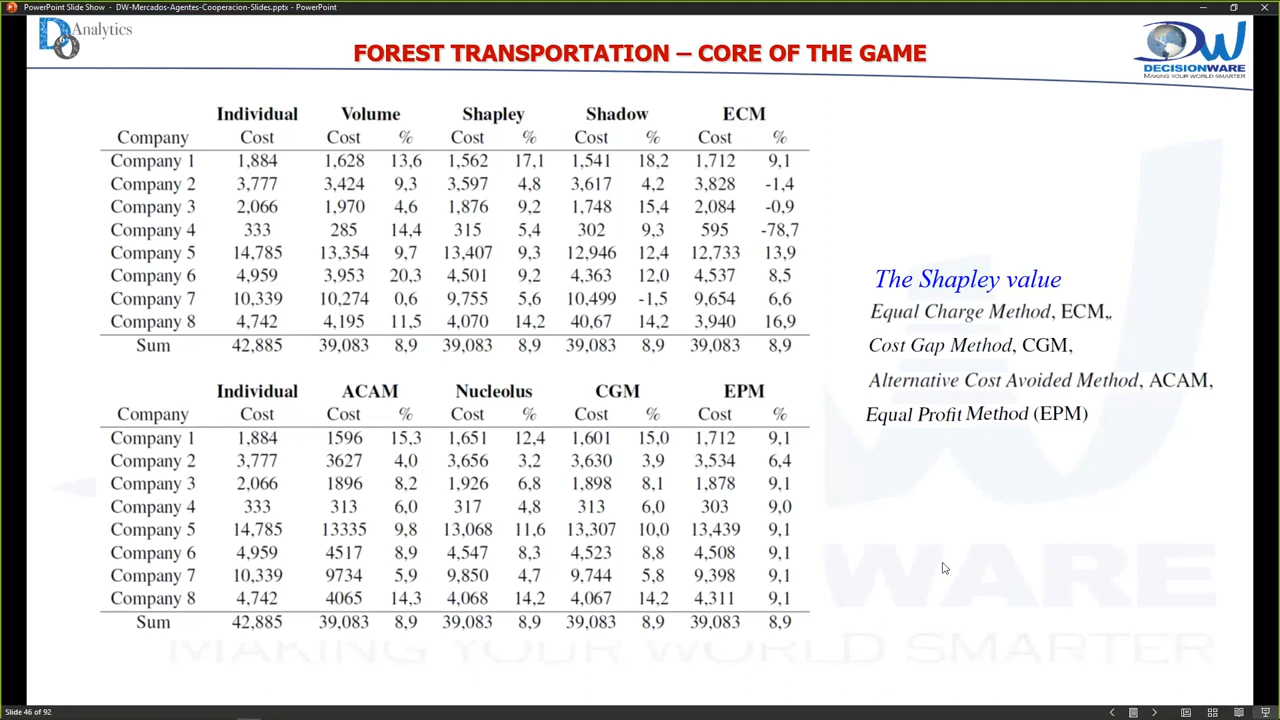 PowerPoint Slide Show - DW-Mercados-Agentes-Cooperacion-Slides.pptx - PowerPoint
DO Analytics
FOREST TRANSPORTATION – CORE OF THE GAME
DW
DECISIONWARE
MAKING YOUR WORLD SMARTER
Individual Volume Shapley Shadow ECM
Company Cost Cost % Cost % Cost % Cost %
Company 1 1,884 1,628 13,6 1,562 17,1 1,541 18,2 1,712 9,1
Company 2 3,777 3,424 9,3 3,597 4,8 3,617 4,2 3,828 -1,4
Company 3 2,066 1,970 4,6 1,876 9,2 1,748 15,4 2,084 -0,9
Company 4 333 285 14,4 315 5,4 302 9,3 595 -78,7
Company 5 14,785 13,354 9,7 13,407 9,3 12,946 12,4 12,733 13,9
Company 6 4,959 3,953 20,3 4,501 9,2 4,363 12,0 4,537 8,5
Company 7 10,339 10,274 0,6 9,755 5,6 10,499 -1,5 9,654 6,6
Company 8 4,742 4,195 11,5 4,070 14,2 40,67 14,2 3,940 16,9
Sum 42,885 39,083 8,9 39,083 8,9 39,083 8,9 39,083 8,9
Individual ACAM Nucleolus CGM EPM
Company Cost Cost % Cost % Cost % Cost %
Company 1 1,884 1596 15,3 1,651 12,4 1,601 15,0 1,712 9,1
Company 2 3,777 3627 4,0 3,656 3,2 3,630 3,9 3,534 6,4
Company 3 2,066 1896 8,2 1,926 6,8 1,898 8,1 1,878 9,1
Company 4 333 313 6,0 317 4,8 313 6,0 303 9,0
Company 5 14,785 13335 9,8 13,068 11,6 13,307 10,0 13,439 9,1
Company 6 4,959 4517 8,9 4,547 8,3 4,523 8,8 4,508 9,1
Company 7 10,339 9734 5,9 9,850 4,7 9,744 5,8 9,398 9,1
Company 8 4,742 4065 14,3 4,068 14,2 4,067 14,2 4,311 9,1
Sum 42,885 39,083 8,9 39,083 8,9 39,083 8,9 39,083 8,9
The Shapley value
Equal Charge Method, ECM,,
Cost Gap Method, CGM,
Alternative Cost Avoided Method, ACAM,
Equal Profit Method (EPM)
WARE
MAKING YOUR WORLD SMARTER
Slide 46 of 92